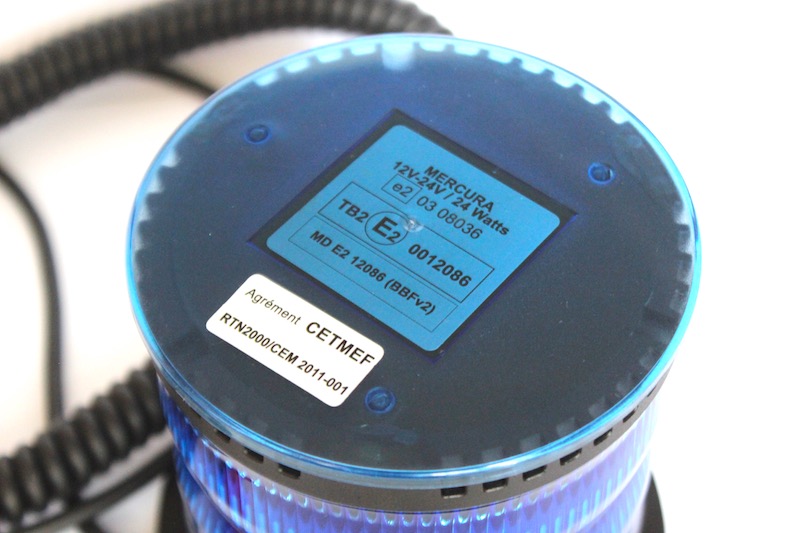 MERCURA
12V-24V / 24 Watts
e2 03 08036
TB2 E2 0012086
MD E2 12086 (BBFv2)
Agrément CETMEF
RTN2000/CEM 2011-001